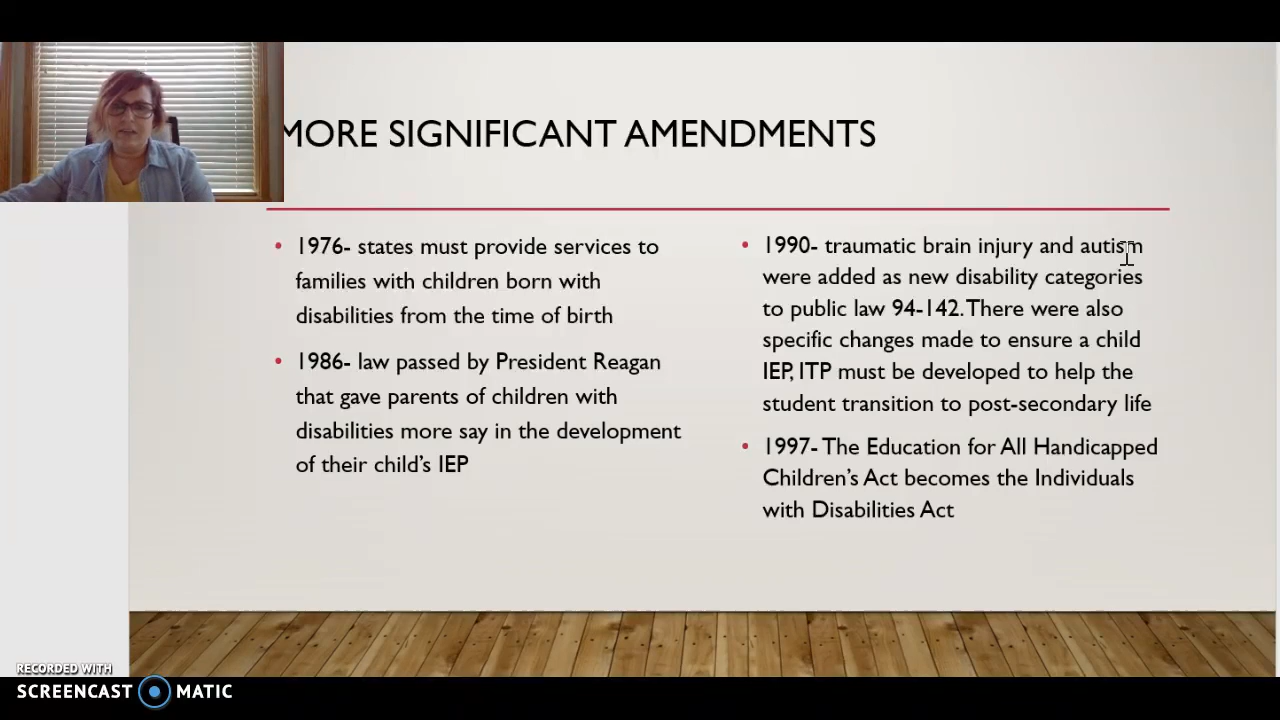 MORE SIGNIFICANT AMENDMENTS
• 1976- states must provide services to
families with children born with
disabilities from the time of birth
• 1986- law passed by President Reagan
that gave parents of children with
disabilities more say in the development
of their child's IEP
• 1990- traumatic brain injury and autism
were added as new disability categories
to public law 94-142. There were also
specific changes made to ensure a child
IEP, ITP must be developed to help the
student transition to post-secondary life
• 1997- The Education for All Handicapped
Children's Act becomes the Individuals
with Disabilities Act
RECORDED WITH
SCREENCAST MATIC